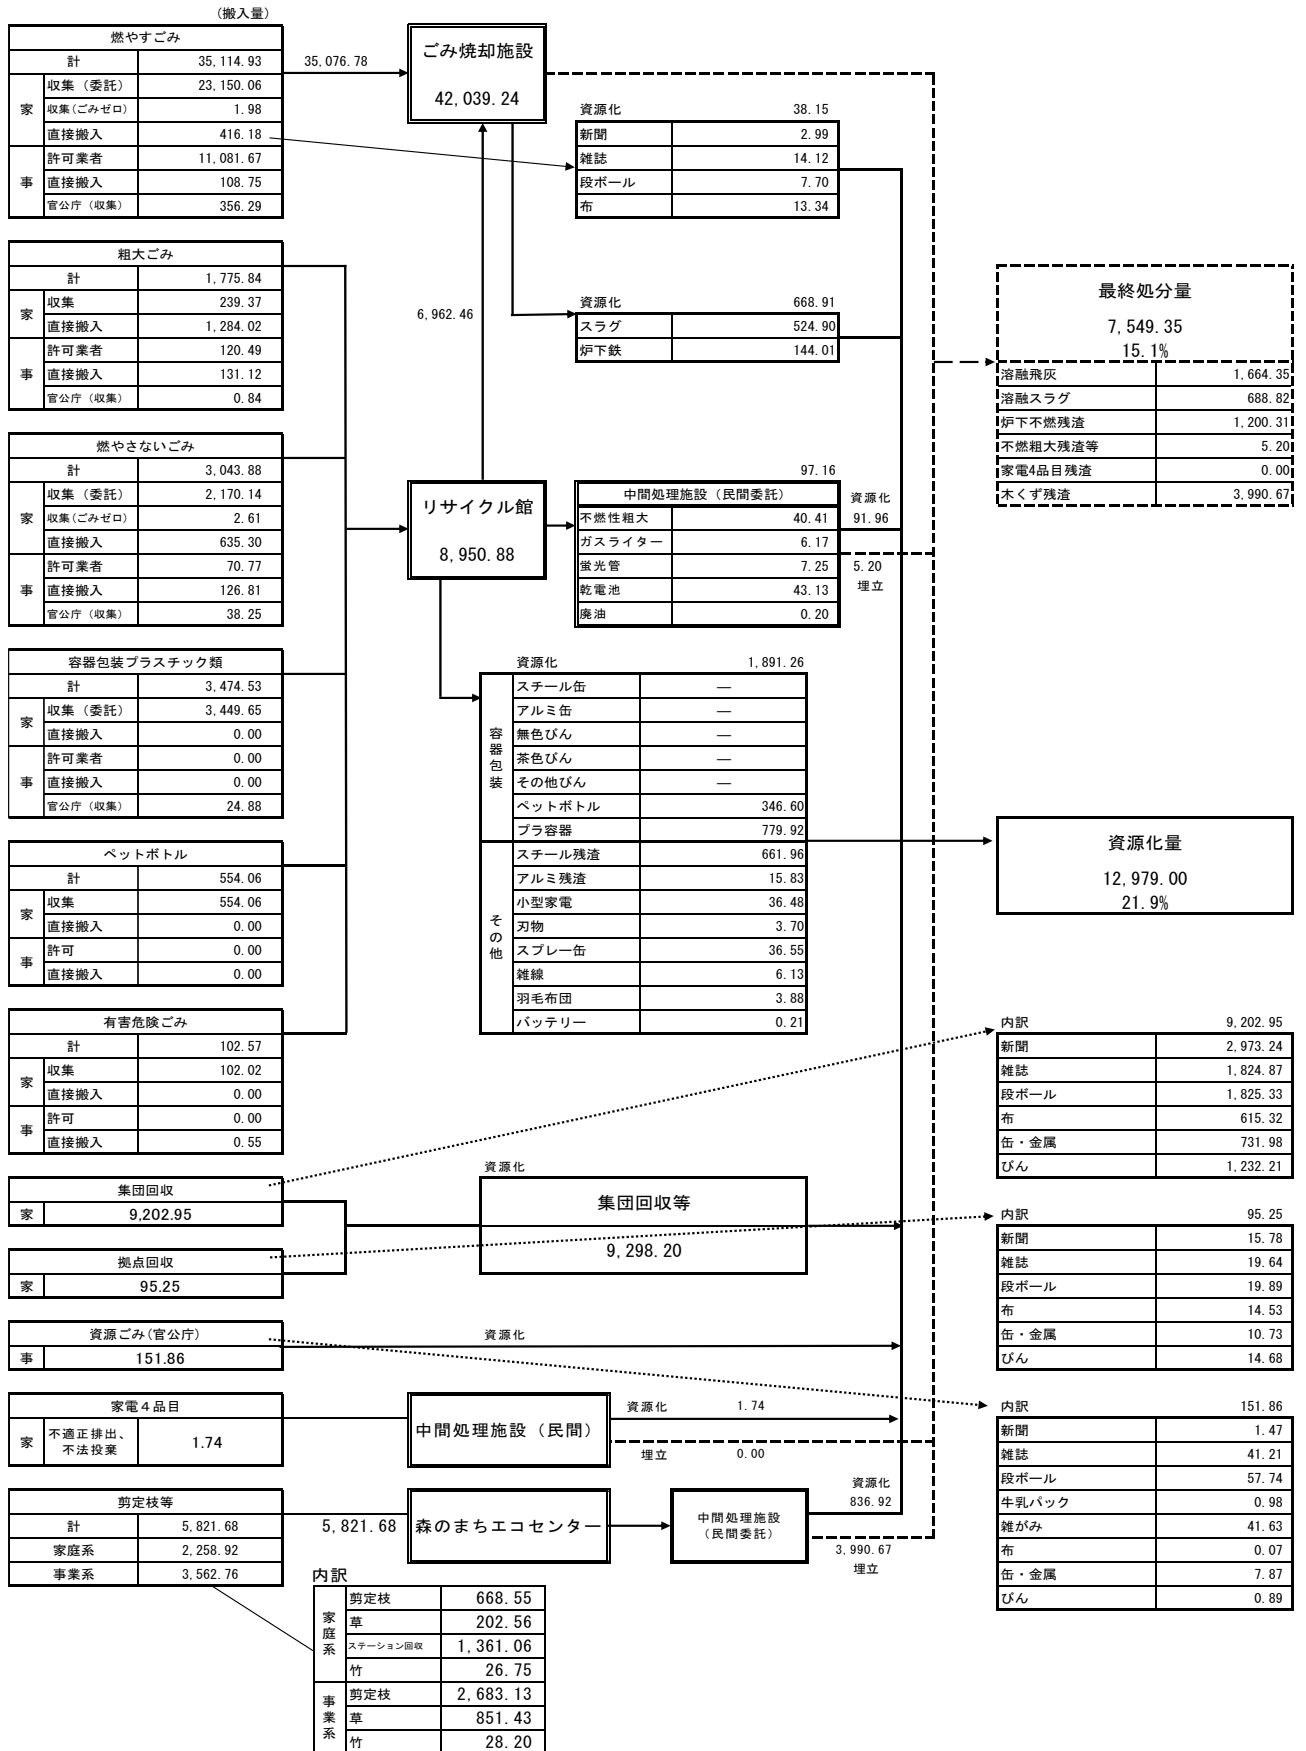 (搬入量)
燃やすごみ
計 35,114.93
家 収集（委託） 23,150.06
収集(ごみゼロ) 1.98
直接搬入 416.18
事 許可業者 11,081.67
直接搬入 108.75
官公庁（収集） 356.29
35,076.78
ごみ焼却施設
42,039.24
資源化 38.15
新聞 2.99
雑誌 14.12
段ボール 7.70
布 13.34
粗大ごみ
計 1,775.84
家 収集 239.37
直接搬入 1,284.02
事 許可業者 120.49
直接搬入 131.12
官公庁（収集） 0.84
6,962.46
資源化 668.91
スラグ 524.90
炉下鉄 144.01
最終処分量
7,549.35
15.1%
溶融飛灰 1,664.35
溶融スラグ 688.82
炉下不燃残渣 1,200.31
不燃粗大残渣等 5.20
家電4品目残渣 0.00
木くず残渣 3,990.67
燃やさないごみ
計 3,043.88
家 収集（委託） 2,170.14
収集(ごみゼロ) 2.61
直接搬入 635.30
事 許可業者 70.77
直接搬入 126.81
官公庁（収集） 38.25
リサイクル館
8,950.88
97.16
中間処理施設（民間委託）
不燃性粗大 40.41
ガスライター 6.17
蛍光管 7.25
乾電池 43.13
廃油 0.20
資源化
91.96
5.20
埋立
容器包装プラスチック類
計 3,474.53
家 収集（委託） 3,449.65
直接搬入 0.00
事 許可業者 0.00
直接搬入 0.00
官公庁（収集） 24.88
資源化 1,891.26
容器包装 スチール缶 ―
アルミ缶 ―
無色びん ―
茶色びん ―
その他びん ―
ペットボトル 346.60
プラ容器 779.92
その他 スチール残渣 661.96
アルミ残渣 15.83
小型家電 36.48
刃物 3.70
スプレー缶 36.55
雑線 6.13
羽毛布団 3.88
バッテリー 0.21
資源化量
12,979.00
21.9%
ペットボトル
計 554.06
家 収集 554.06
直接搬入 0.00
事 許可 0.00
直接搬入 0.00
有害危険ごみ
計 102.57
家 収集 102.02
直接搬入 0.00
事 許可 0.00
直接搬入 0.55
内訳 9,202.95
新聞 2,973.24
雑誌 1,824.87
段ボール 1,825.33
布 615.32
缶・金属 731.98
びん 1,232.21
集団回収
家 9,202.95
拠点回収
家 95.25
資源化
集団回収等
9,298.20
内訳 95.25
新聞 15.78
雑誌 19.64
段ボール 19.89
布 14.53
缶・金属 10.73
びん 14.68
資源ごみ(官公庁)
事 151.86
資源化
家電４品目
家 不適正排出、
不法投棄 1.74
中間処理施設（民間）
資源化 1.74
埋立 0.00
内訳 151.86
新聞 1.47
雑誌 41.21
段ボール 57.74
牛乳パック 0.98
雑がみ 41.63
布 0.07
缶・金属 7.87
びん 0.89
剪定枝等
計 5,821.68
家庭系 2,258.92
事業系 3,562.76
5,821.68
森のまちエコセンター
中間処理施設
（民間委託）
資源化
836.92
3,990.67
埋立
内訳
家庭系 剪定枝 668.55
草 202.56
ステーション回収 1,361.06
竹 26.75
事業系 剪定枝 2,683.13
草 851.43
竹 28.20